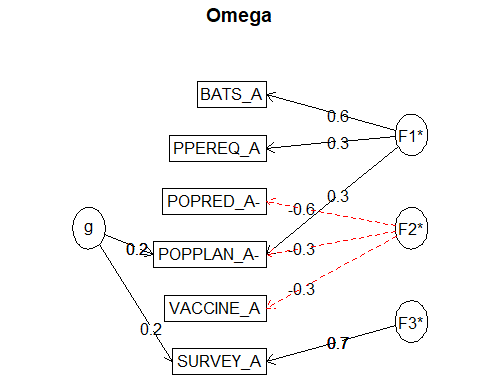 Omega
BATS_A
0.6
F1*
PPEREQ_A
0.3
0.3
POPRED_A-
-0.6
g
F2*
0.2
POPPLAN_A-
-0.3
-0.3
VACCINE_A
0.2
F3*
0.7
SURVEY_A